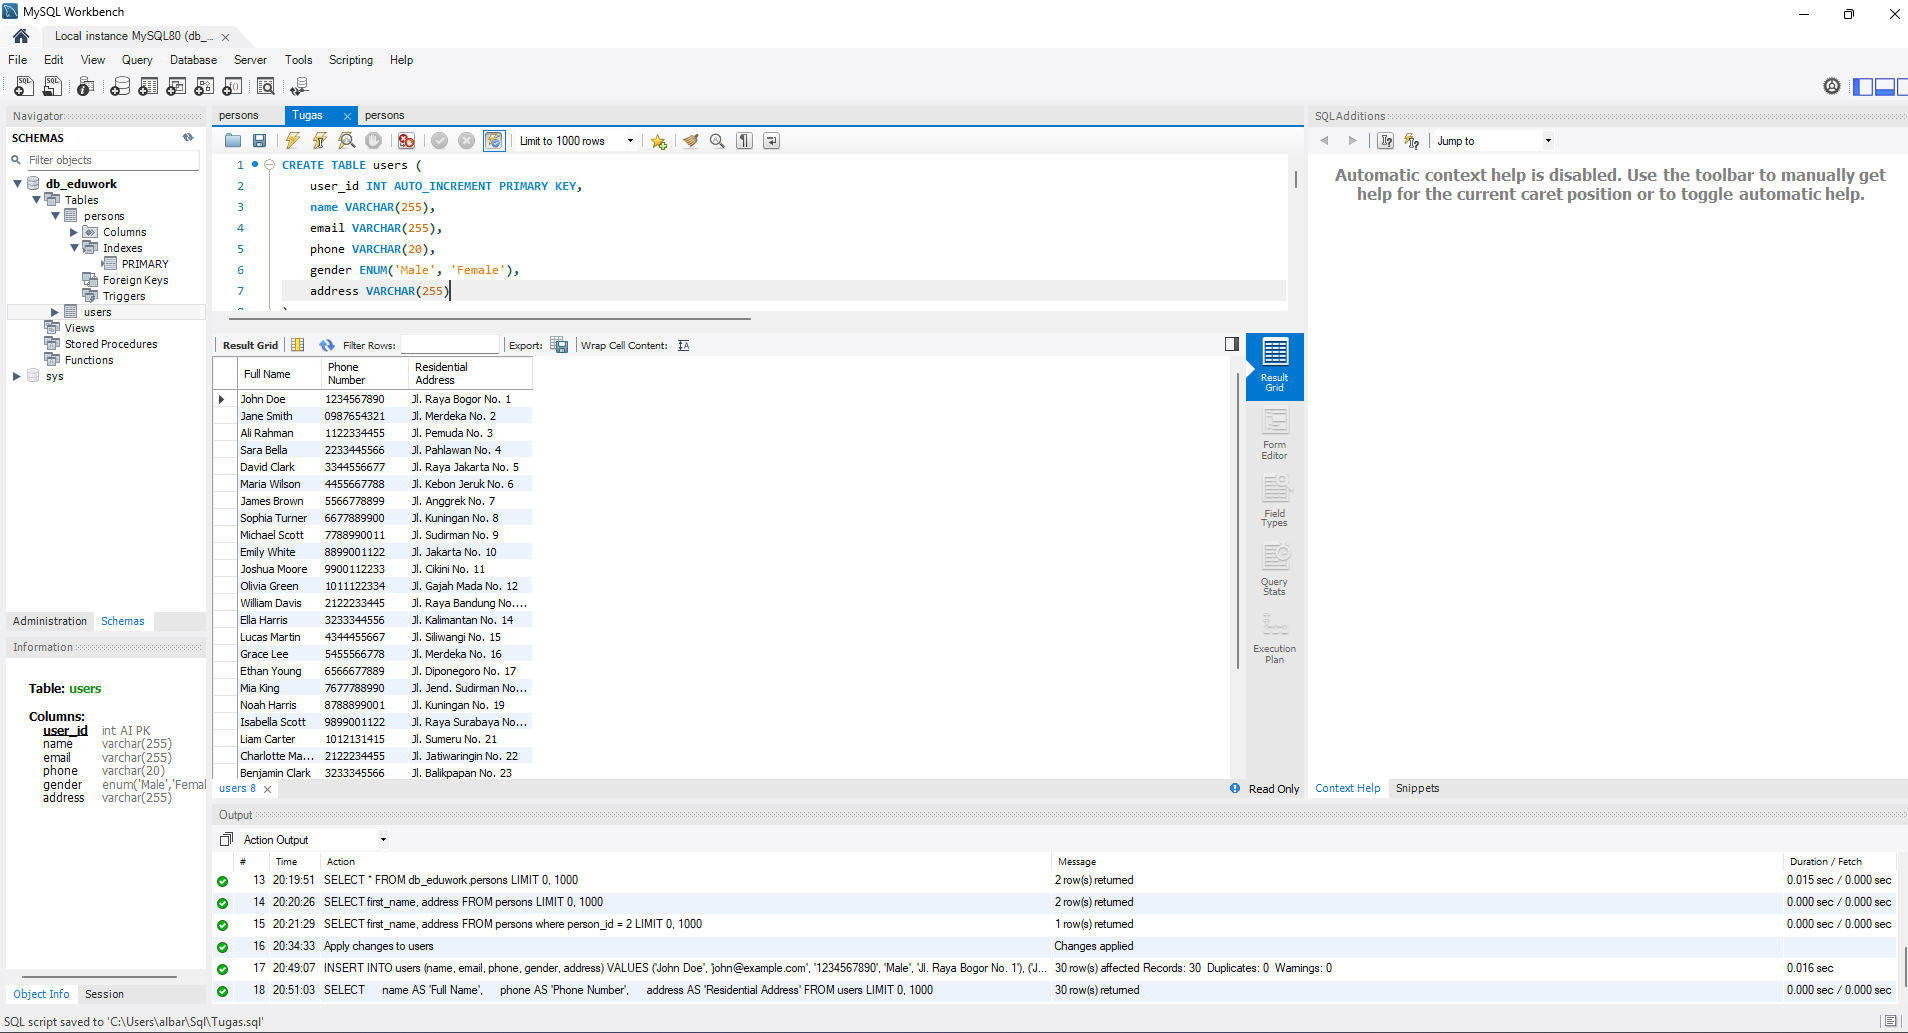 MySQL Workbench
Local instance MySQL80 (db_...
File Edit View Query Database Server Tools Scripting Help
Navigator
SCHEMAS
Filter objects
db_eduwork
Tables
persons
Columns
Indexes
PRIMARY
Foreign Keys
Triggers
users
Views
Stored Procedures
Functions
sys
Administration Schemas
Information
Table: users
Columns:
user_id int AI PK
name varchar(255)
email varchar(255)
phone varchar(20)
gender enum('Male','Femal
address varchar(255)
Object Info Session
persons Tugas persons
Limit to 1000 rows
1 CREATE TABLE users (
2 user_id INT AUTO_INCREMENT PRIMARY KEY,
3 name VARCHAR(255),
4 email VARCHAR(255),
5 phone VARCHAR(20),
6 gender ENUM('Male', 'Female'),
7 address VARCHAR(255)
Result Grid Filter Rows: Export: Wrap Cell Content:
Full Name Phone Number Residential Address
John Doe 1234567890 Jl. Raya Bogor No. 1
Jane Smith 0987654321 Jl. Merdeka No. 2
Ali Rahman 1122334455 Jl. Pemuda No. 3
Sara Bella 2233445566 Jl. Pahlawan No. 4
David Clark 3344556677 Jl. Raya Jakarta No. 5
Maria Wilson 4455667788 Jl. Kebon Jeruk No. 6
James Brown 5566778899 Jl. Anggrek No. 7
Sophia Turner 6677889900 Jl. Kuningan No. 8
Michael Scott 7788990011 Jl. Sudirman No. 9
Emily White 8899001122 Jl. Jakarta No. 10
Joshua Moore 9900112233 Jl. Cikini No. 11
Olivia Green 1011122334 Jl. Gajah Mada No. 12
William Davis 2122233445 Jl. Raya Bandung No....
Ella Harris 3233344556 Jl. Kalimantan No. 14
Lucas Martin 4344455667 Jl. Siliwangi No. 15
Grace Lee 5455566778 Jl. Merdeka No. 16
Ethan Young 6566677889 Jl. Diponegoro No. 17
Mia King 7677788990 Jl. Jend. Sudirman No...
Noah Harris 8788899001 Jl. Kuningan No. 19
Isabella Scott 9899001122 Jl. Raya Surabaya No...
Liam Carter 1012131415 Jl. Sumeru No. 21
Charlotte Ma... 2122234455 Jl. Jatiwaringin No. 22
Benjamin Clark 3233345566 Jl. Balikpapan No. 23
Result Grid
Form Editor
Field Types
Query Stats
Execution Plan
users 8 Read Only
SQLAdditions
Jump to
Automatic context help is disabled. Use the toolbar to manually get
help for the current caret position or to toggle automatic help.
Context Help Snippets
Output
Action Output
# Time Action Message Duration / Fetch
13 20:19:51 SELECT * FROM db_eduwork.persons LIMIT 0, 1000 2 row(s) returned 0.015 sec / 0.000 sec
14 20:20:26 SELECT first_name, address FROM persons LIMIT 0, 1000 2 row(s) returned 0.000 sec / 0.000 sec
15 20:21:29 SELECT first_name, address FROM persons where person_id = 2 LIMIT 0, 1000 1 row(s) returned 0.000 sec / 0.000 sec
16 20:34:33 Apply changes to users Changes applied
17 20:49:07 INSERT INTO users (name, email, phone, gender, address) VALUES ('John Doe', 'john@example.com', '1234567890', 'Male', 'Jl. Raya Bogor No. 1'), ('J... 30 row(s) affected Records: 30 Duplicates: 0 Warnings: 0 0.016 sec
18 20:51:03 SELECT name AS 'Full Name', phone AS 'Phone Number', address AS 'Residential Address' FROM users LIMIT 0, 1000 30 row(s) returned 0.000 sec / 0.000 sec
SQL script saved to 'C:\Users\albar\Sql\Tugas.sql'